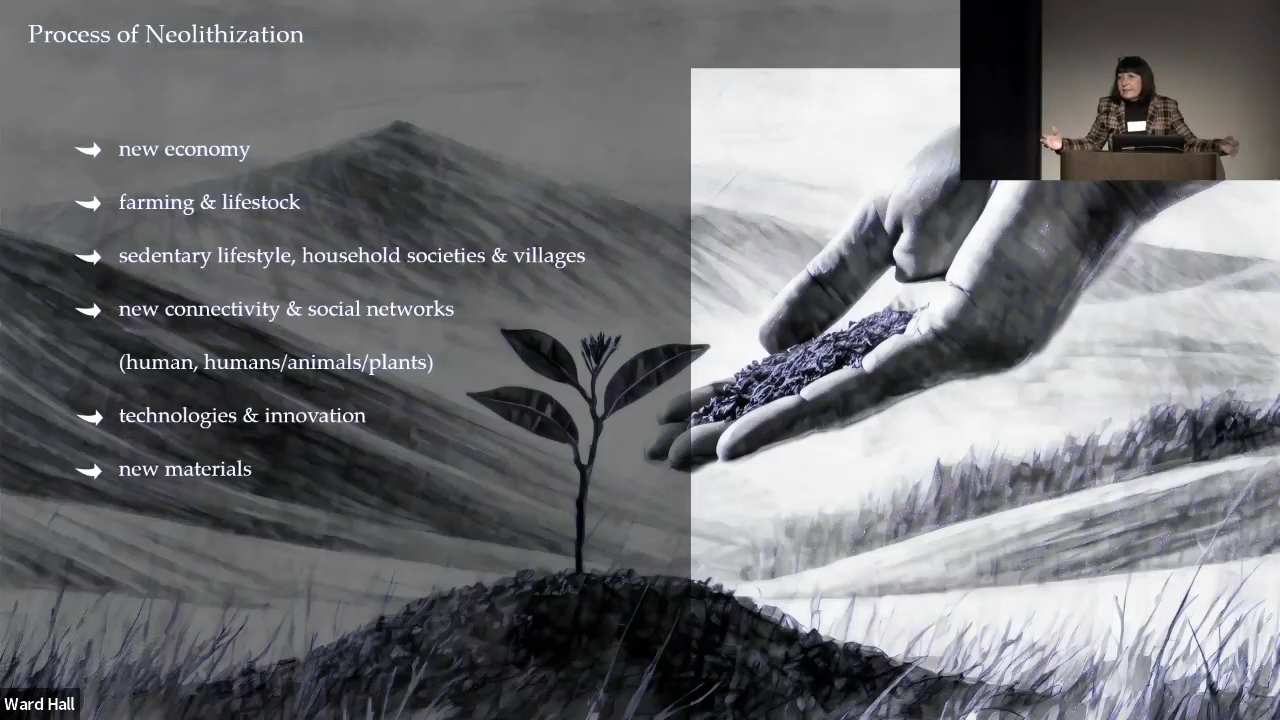 Process of Neolithization
new economy
farming & lifestock
sedentary lifestyle, household societies & villages
new connectivity & social networks
(human, humans/animals/plants)
technologies & innovation
new materials
Ward Hall